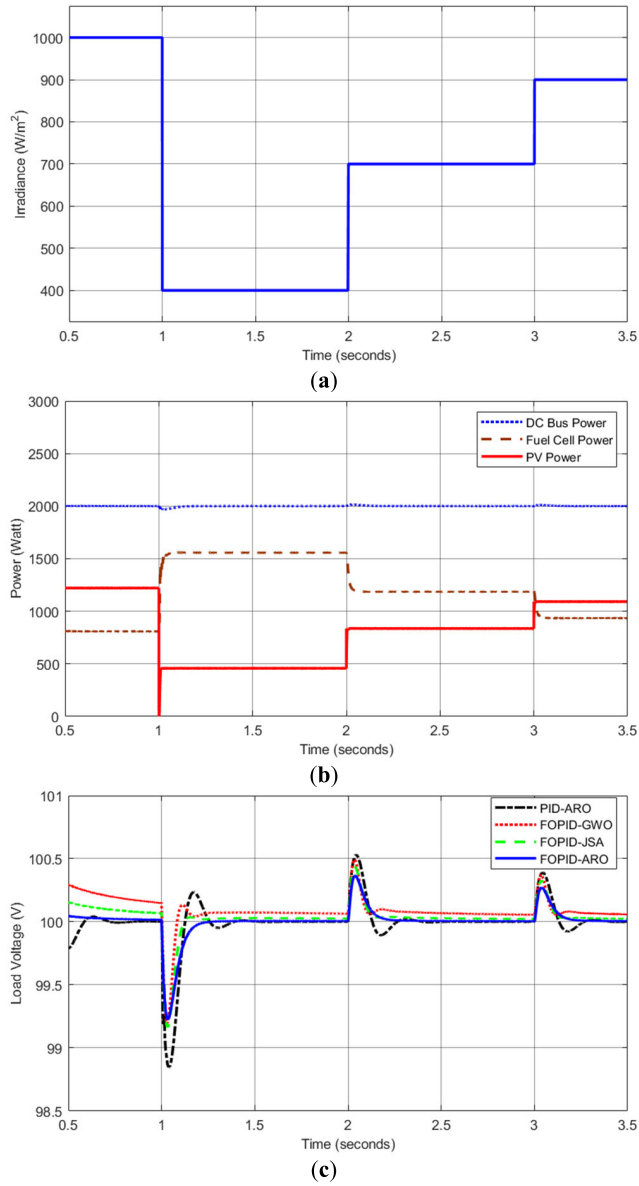 1000
900
800
700
600
500
400
Irradiance (W/m²)
0.5 1 1.5 2 2.5 3 3.5
Time (seconds)
(a)
3000
2500
2000
1500
1000
500
0
Power (Watt)
DC Bus Power
Fuel Cell Power
PV Power
0.5 1 1.5 2 2.5 3 3.5
Time (seconds)
(b)
101
100.5
100
99.5
99
98.5
Load Voltage (V)
PID-ARO
FOPID-GWO
FOPID-JSA
FOPID-ARO
0.5 1 1.5 2 2.5 3 3.5
Time (seconds)
(c)